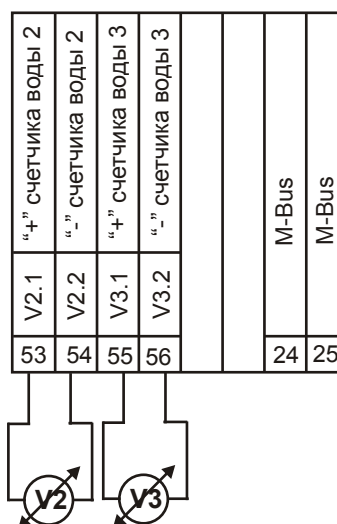 “+” счетчика воды 2
“-” счетчика воды 2
“+” счетчика воды 3
“-” счетчика воды 3
M-Bus
M-Bus
V2.1
V2.2
V3.1
V3.2
53
54
55
56
24
25
V2
V3